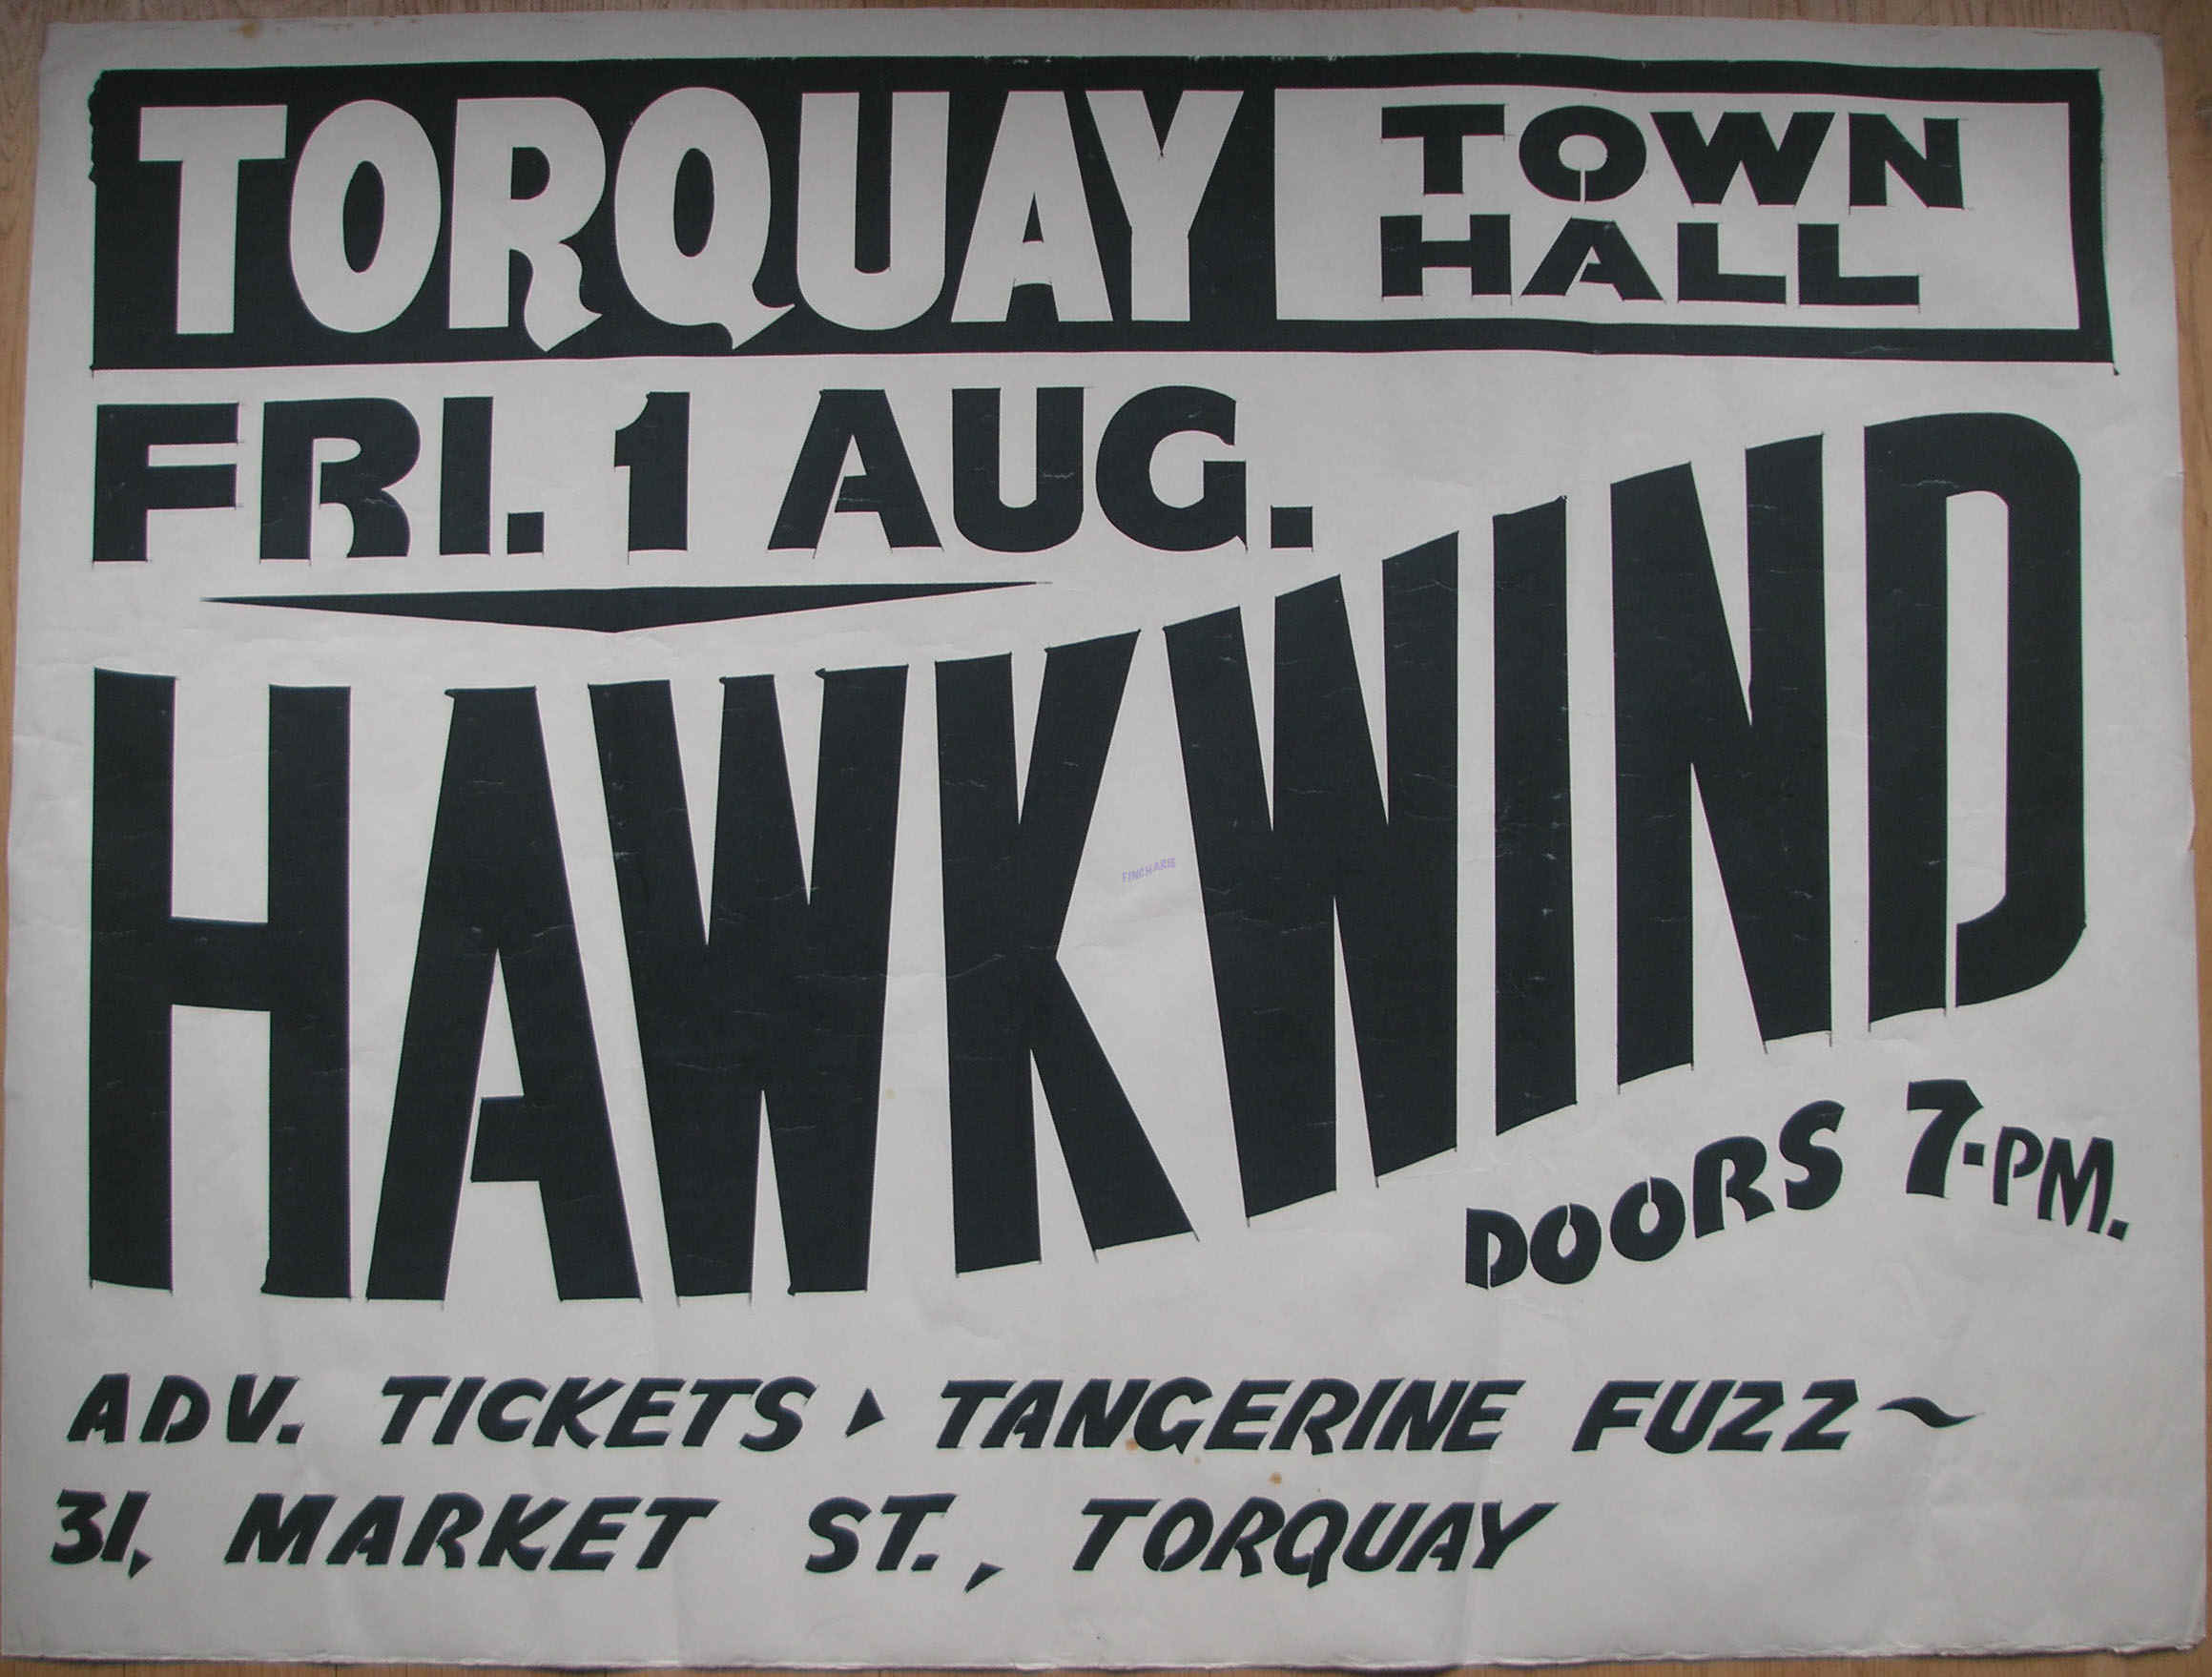 TORQUAY TOWN HALL
FRI. 1 AUG.
HAWKWIND
DOORS 7-PM.
ADV. TICKETS ▸ TANGERINE FUZZ ~
31, MARKET ST., TORQUAY